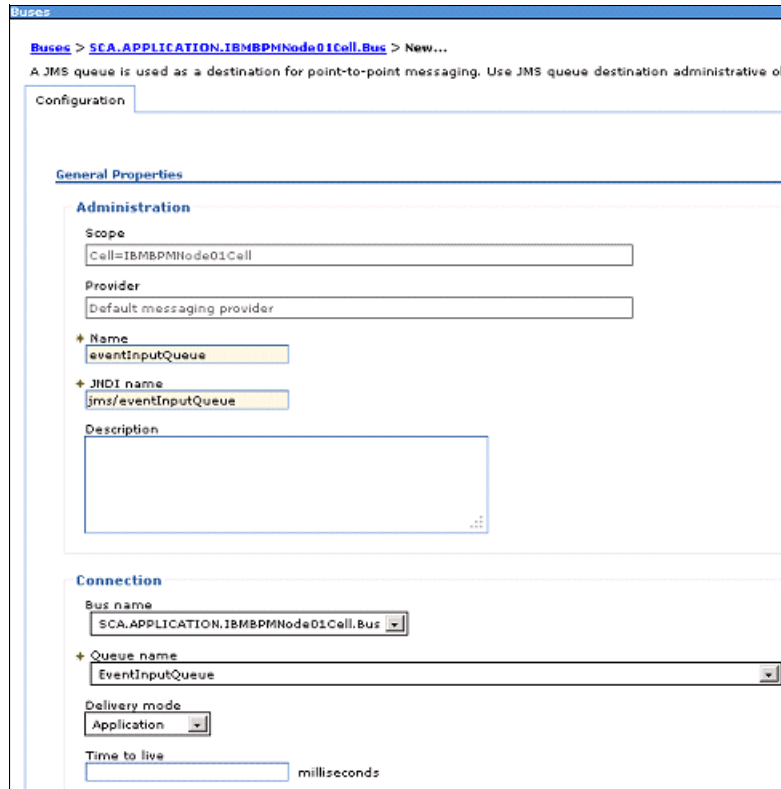 Buses
Buses > SCA.APPLICATION.IBMBPMNode01Cell.Bus > New...
A JMS queue is used as a destination for point-to-point messaging. Use JMS queue destination administrative
Configuration
General Properties
Administration
Scope
Cell=IBMBPMNode01Cell
Provider
Default messaging provider
+ Name
eventInputQueue
+ JNDI name
jms/eventInputQueue
Description
Connection
Bus name
SCA.APPLICATION.IBMBPMNode01Cell.Bus
+ Queue name
EventInputQueue
Delivery mode
Application
Time to live
milliseconds